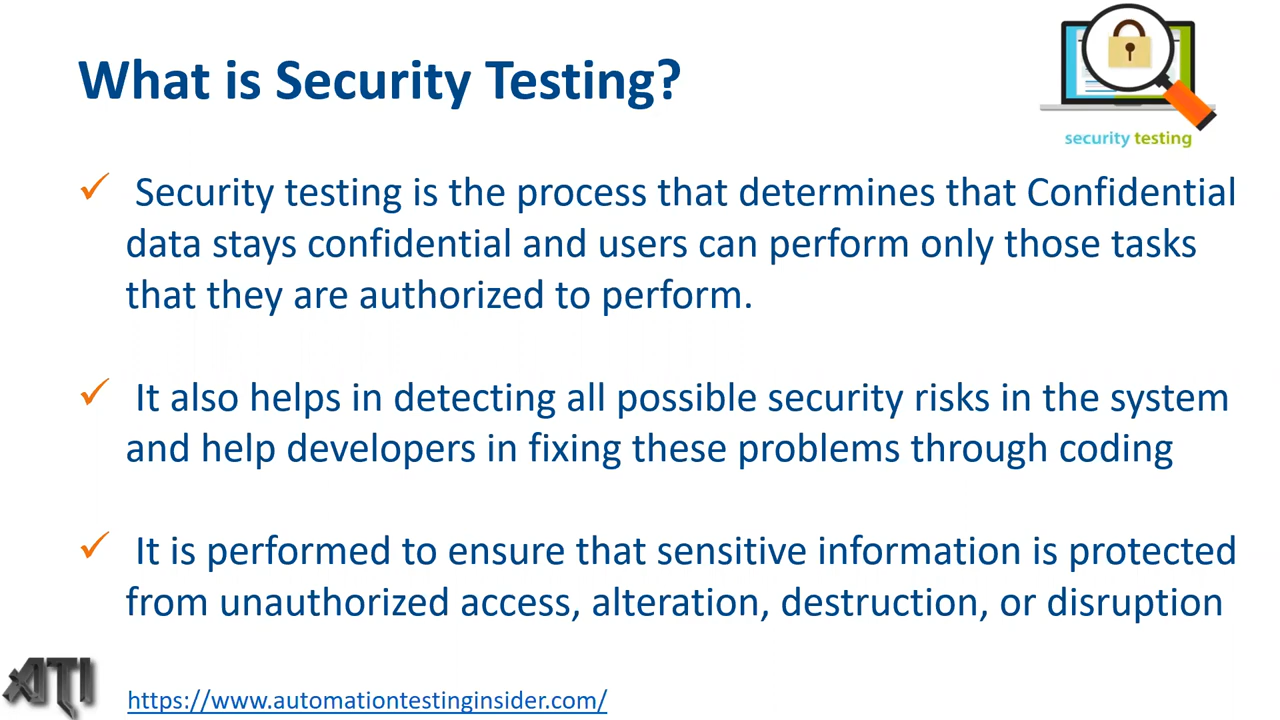 What is Security Testing?
security testing
✓ Security testing is the process that determines that Confidential
data stays confidential and users can perform only those tasks
that they are authorized to perform.
✓ It also helps in detecting all possible security risks in the system
and help developers in fixing these problems through coding
✓ It is performed to ensure that sensitive information is protected
from unauthorized access, alteration, destruction, or disruption
ATI
https://www.automationtestinginsider.com/